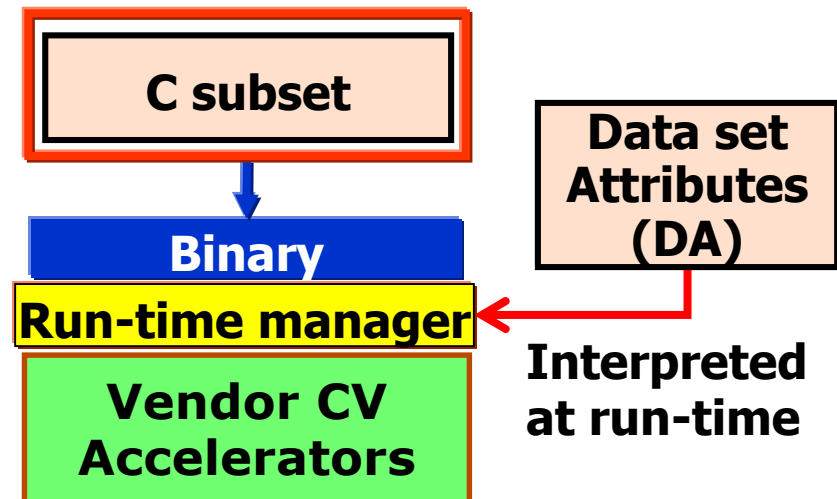 C subset
Data set
Attributes
(DA)
Binary
Run-time manager
Interpreted
at run-time
Vendor CV
Accelerators